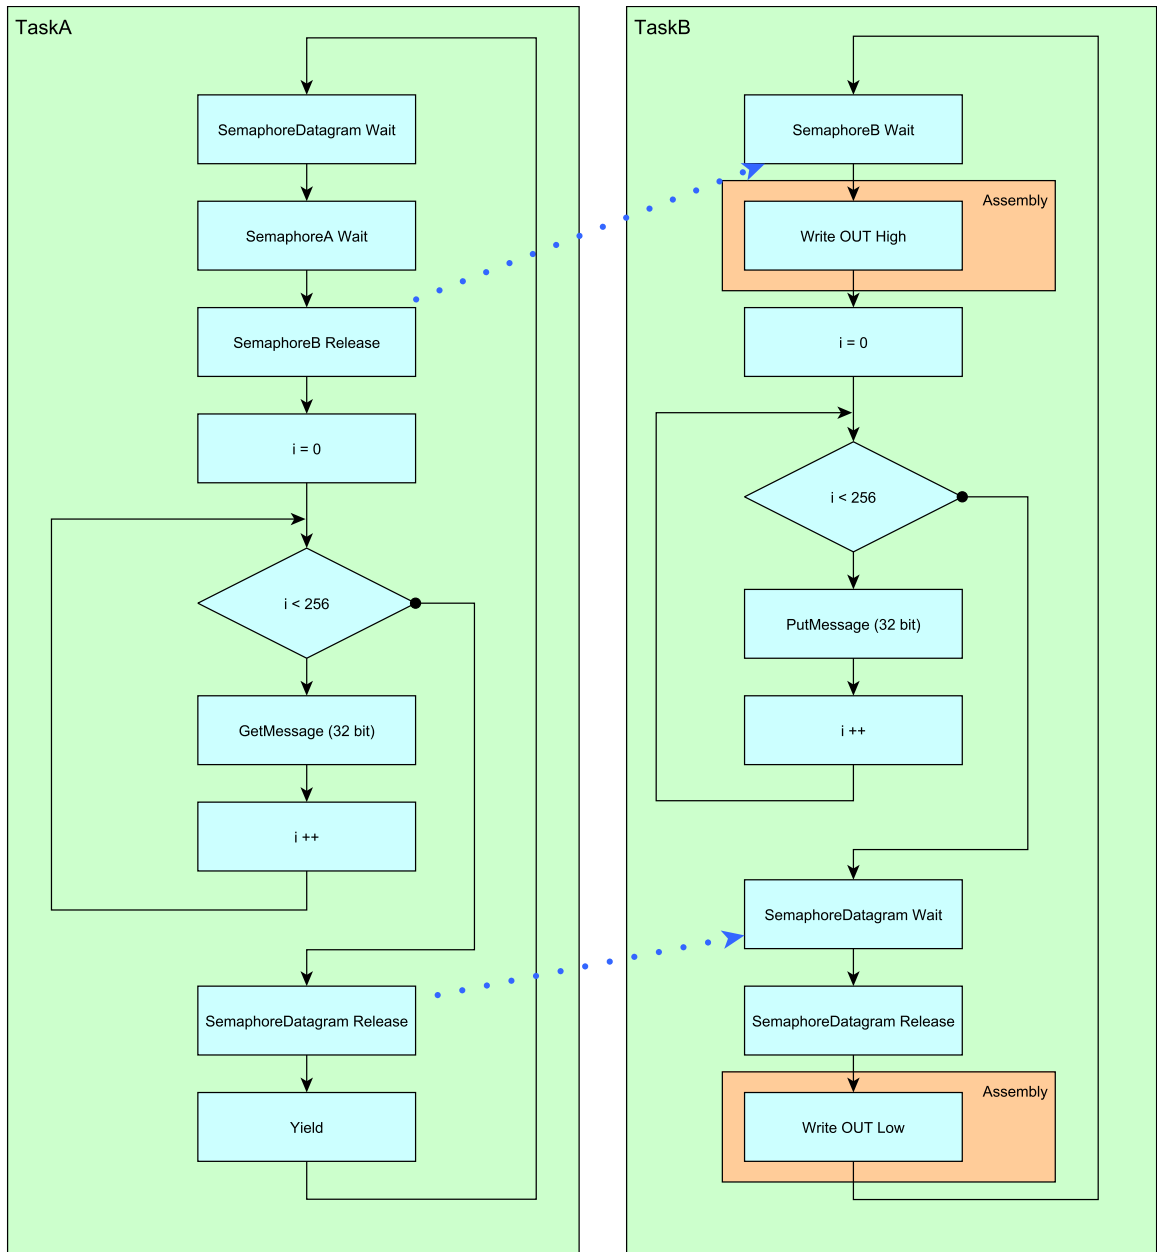 TaskA
SemaphoreDatagram Wait
SemaphoreA Wait
SemaphoreB Release
i = 0
i < 256
GetMessage (32 bit)
i ++
SemaphoreDatagram Release
Yield
TaskB
SemaphoreB Wait
Assembly
Write OUT High
i = 0
i < 256
PutMessage (32 bit)
i ++
SemaphoreDatagram Wait
SemaphoreDatagram Release
Assembly
Write OUT Low